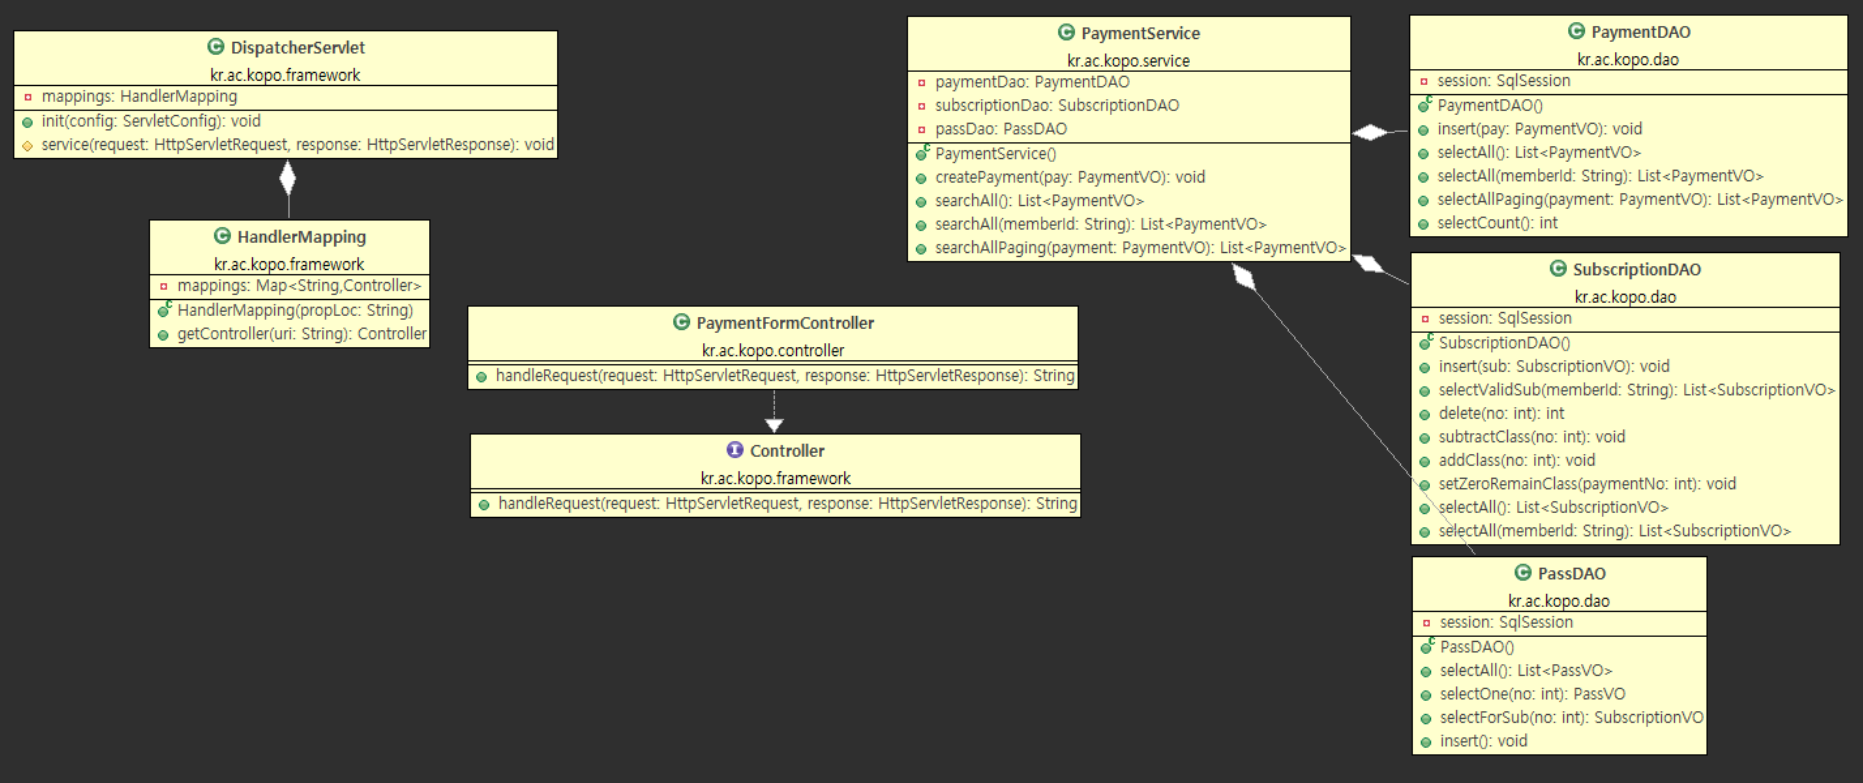 DispatcherServlet
kr.ac.kopo.framework
mappings: HandlerMapping
init(config: ServletConfig): void
service(request: HttpServletRequest, response: HttpServletResponse): void
HandlerMapping
kr.ac.kopo.framework
mappings: Map<String,Controller>
HandlerMapping(propLoc: String)
getController(uri: String): Controller
PaymentFormController
kr.ac.kopo.controller
handleRequest(request: HttpServletRequest, response: HttpServletResponse): String
Controller
kr.ac.kopo.framework
handleRequest(request: HttpServletRequest, response: HttpServletResponse): String
PaymentService
kr.ac.kopo.service
paymentDao: PaymentDAO
subscriptionDao: SubscriptionDAO
passDao: PassDAO
PaymentService()
createPayment(pay: PaymentVO): void
searchAll(): List<PaymentVO>
searchAll(memberId: String): List<PaymentVO>
searchAllPaging(payment: PaymentVO): List<PaymentVO>
PaymentDAO
kr.ac.kopo.dao
session: SqlSession
PaymentDAO()
insert(pay: PaymentVO): void
selectAll(): List<PaymentVO>
selectAll(memberId: String): List<PaymentVO>
selectAllPaging(payment: PaymentVO): List<PaymentVO>
selectCount(): int
SubscriptionDAO
kr.ac.kopo.dao
session: SqlSession
SubscriptionDAO()
insert(sub: SubscriptionVO): void
selectValidSub(memberId: String): List<SubscriptionVO>
delete(no: int): int
subtractClass(no: int): void
addClass(no: int): void
setZeroRemainClass(paymentNo: int): void
selectAll(): List<SubscriptionVO>
selectAll(memberId: String): List<SubscriptionVO>
PassDAO
kr.ac.kopo.dao
session: SqlSession
PassDAO()
selectAll(): List<PassVO>
selectOne(no: int): PassVO
selectForSub(no: int): SubscriptionVO
insert(): void